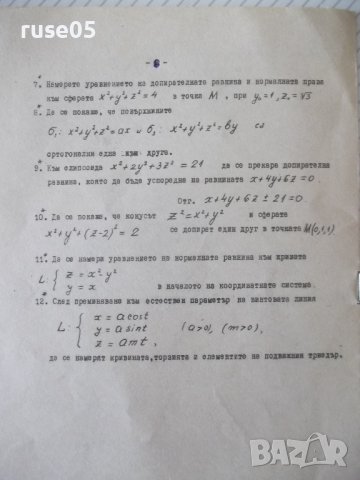 ruse05
- 6 -
7. Намерете уравнението на допирателната равнина и нормалната права
към сферата x²+y²+z²=4 в точка M, при y₀=1, z₀=√3
8. Да се покаже, че повърхнините
σ₁: x²+y²+z²=ax и σ₂: x²+y²+z²=by са
ортогонални една към друга.
9. Към елипсоида x²+2y²+3z²=21 да се прекара допирателна
равнина, която да бъде успоредна на равнината x+4y+6z=0.
Отг. x+4y+6z±21=0.
10. Да се покаже, че конусът z²=x²+y² и сферата
x²+y²+(z-2)²=2 се допират един друг в точката M(0,1,1)
11. Да се намери уравнението на нормалната равнина към кривата
L: { z=x²-y²
y=x в началото на координатната система
12. След преминаване към естествен параметър на винтовата линия
x=acost
L: { y=asint (a>0), (m>0),
z=amt,
да се намерят кривината, торзията и елементите на подвижния триедър.
BAZAR
bg